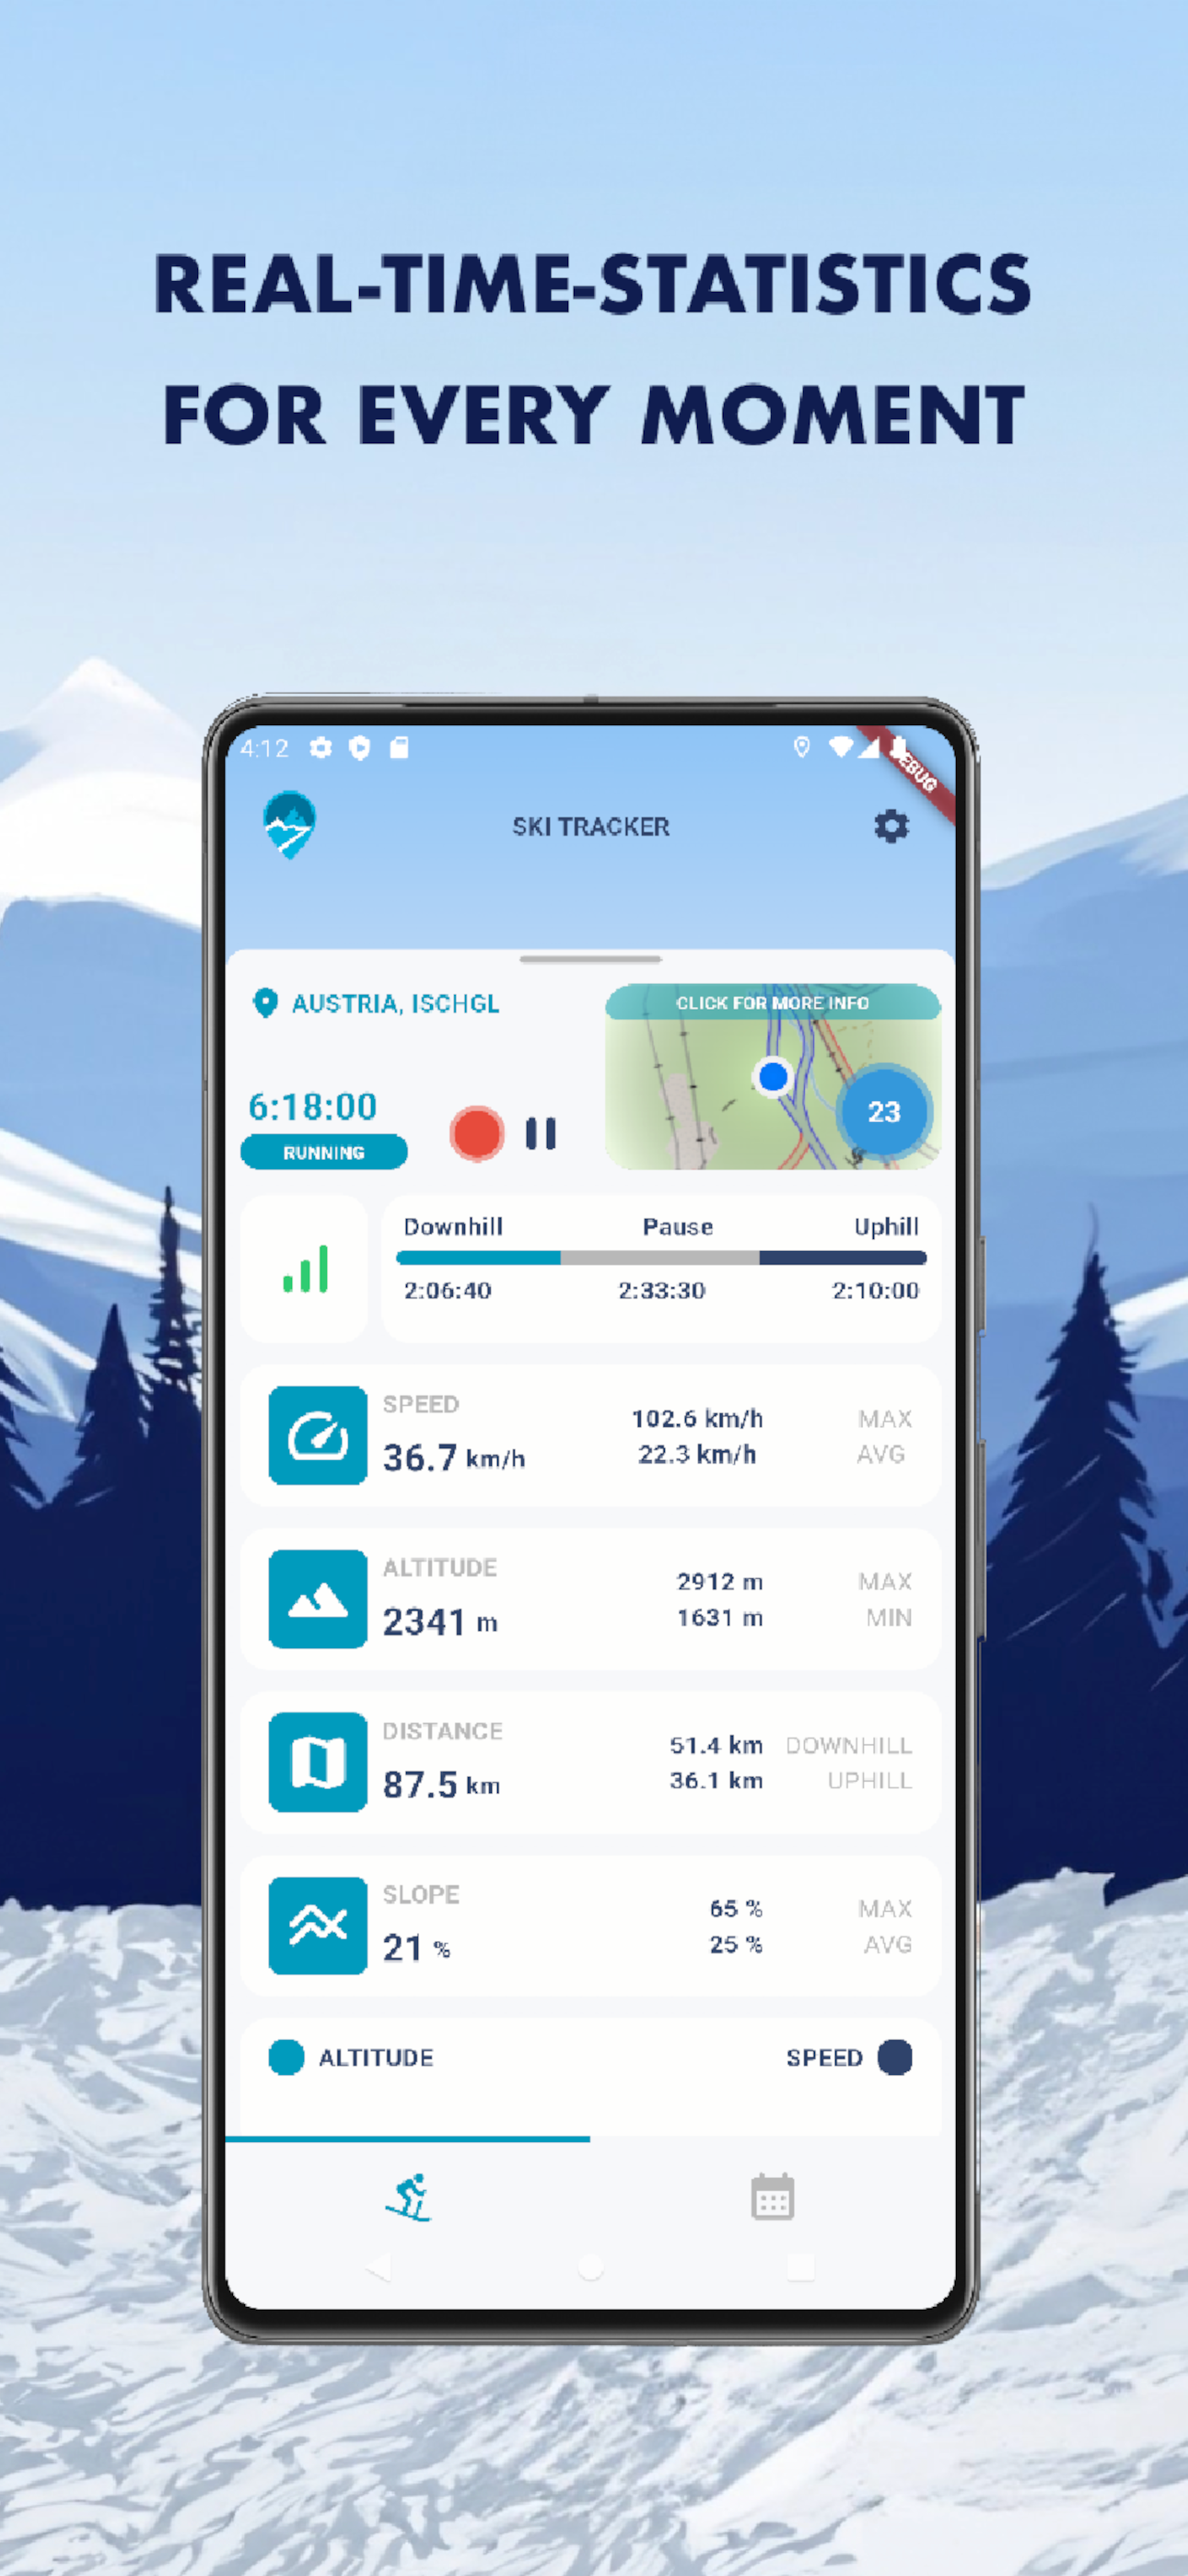 REAL-TIME-STATISTICS
FOR EVERY MOMENT
4:12
SKI TRACKER
AUSTRIA, ISCHGL
CLICK FOR MORE INFO
6:18:00
RUNNING
23
Downhill Pause Uphill
2:06:40 2:33:30 2:10:00
SPEED
36.7 km/h
102.6 km/h MAX
22.3 km/h AVG
ALTITUDE
2341 m
2912 m MAX
1631 m MIN
DISTANCE
87.5 km
51.4 km DOWNHILL
36.1 km UPHILL
SLOPE
21 %
65 % MAX
25 % AVG
ALTITUDE SPEED